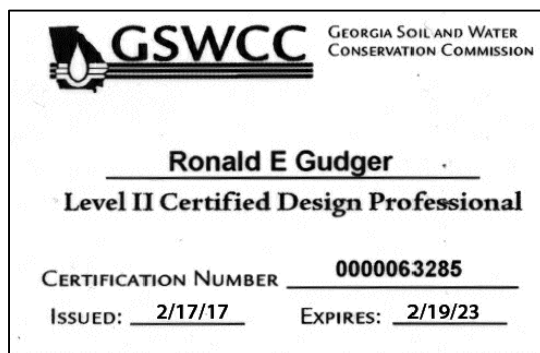 GSWCC
GEORGIA SOIL AND WATER
CONSERVATION COMMISSION
Ronald E Gudger
Level II Certified Design Professional
CERTIFICATION NUMBER 0000063285
ISSUED: 2/17/17 EXPIRES: 2/19/23